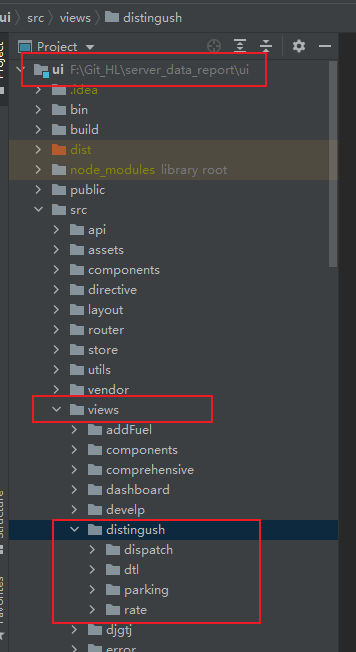 ui › src › views › distingush
Project
ui F:\Git_HL\server_data_report\ui
.idea
bin
build
dist
node_modules library root
public
src
api
assets
components
directive
layout
router
store
utils
vendor
views
addFuel
components
comprehensive
dashboard
develp
distingush
dispatch
dtl
parking
rate
djgtj
error
Project
Structure
Favorites